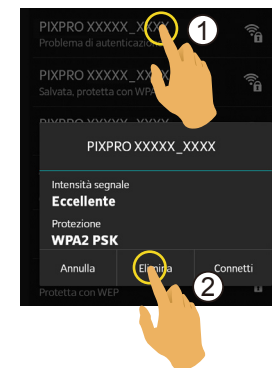 PIXPRO XXXXX_XXXX
1
Problema di autenticazio
PIXPRO XXXXX_XXXX
Salvata, protetta con WPA
PIXPRO XXXXX_XXXX
PIXPRO XXXXX_XXXX
Intensità segnale
Eccellente
Protezione
WPA2 PSK
Annulla Elimina Connetti
2
Protetta con WEP